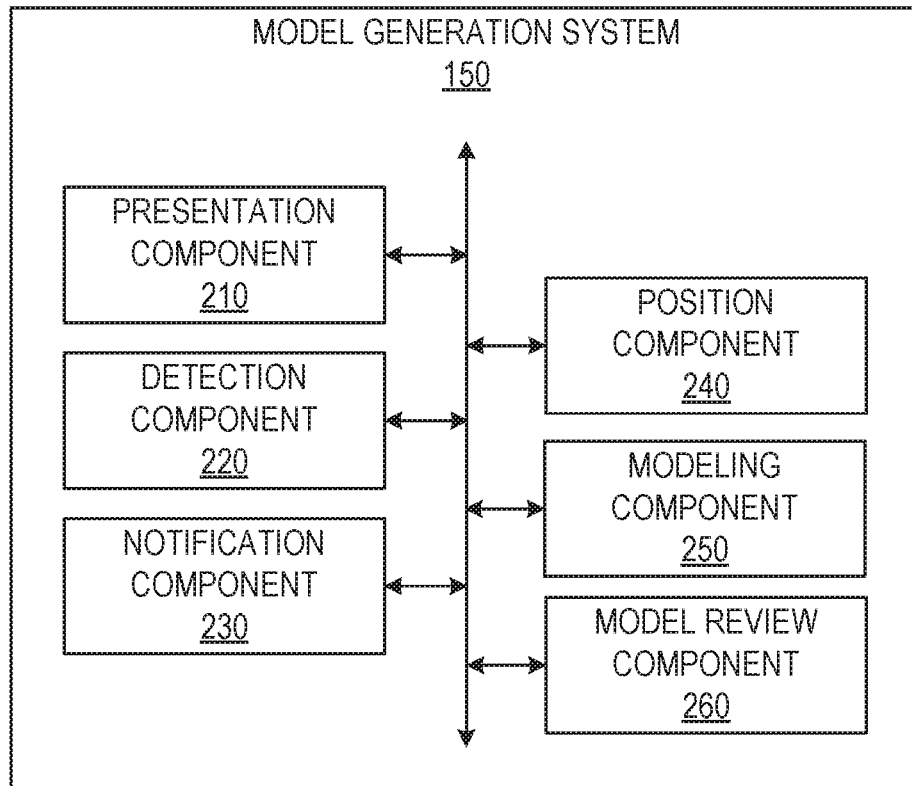 MODEL GENERATION SYSTEM
150
PRESENTATION
COMPONENT
210
DETECTION
COMPONENT
220
NOTIFICATION
COMPONENT
230
POSITION
COMPONENT
240
MODELING
COMPONENT
250
MODEL REVIEW
COMPONENT
260